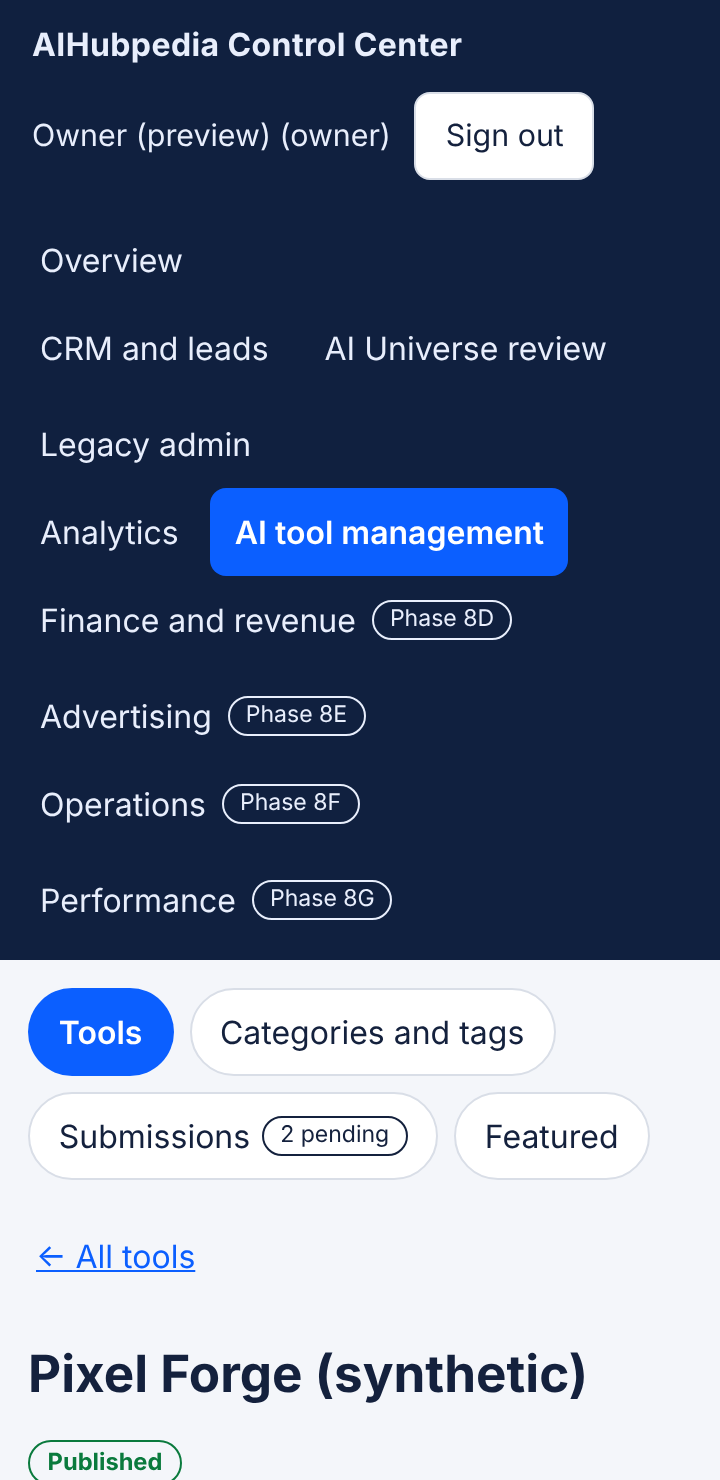 AIHubpedia Control Center
Owner (preview) (owner) Sign out
Overview
CRM and leads AI Universe review
Legacy admin
Analytics AI tool management
Finance and revenue Phase 8D
Advertising Phase 8E
Operations Phase 8F
Performance Phase 8G
Tools Categories and tags
Submissions 2 pending Featured
← All tools
Pixel Forge (synthetic)
Published